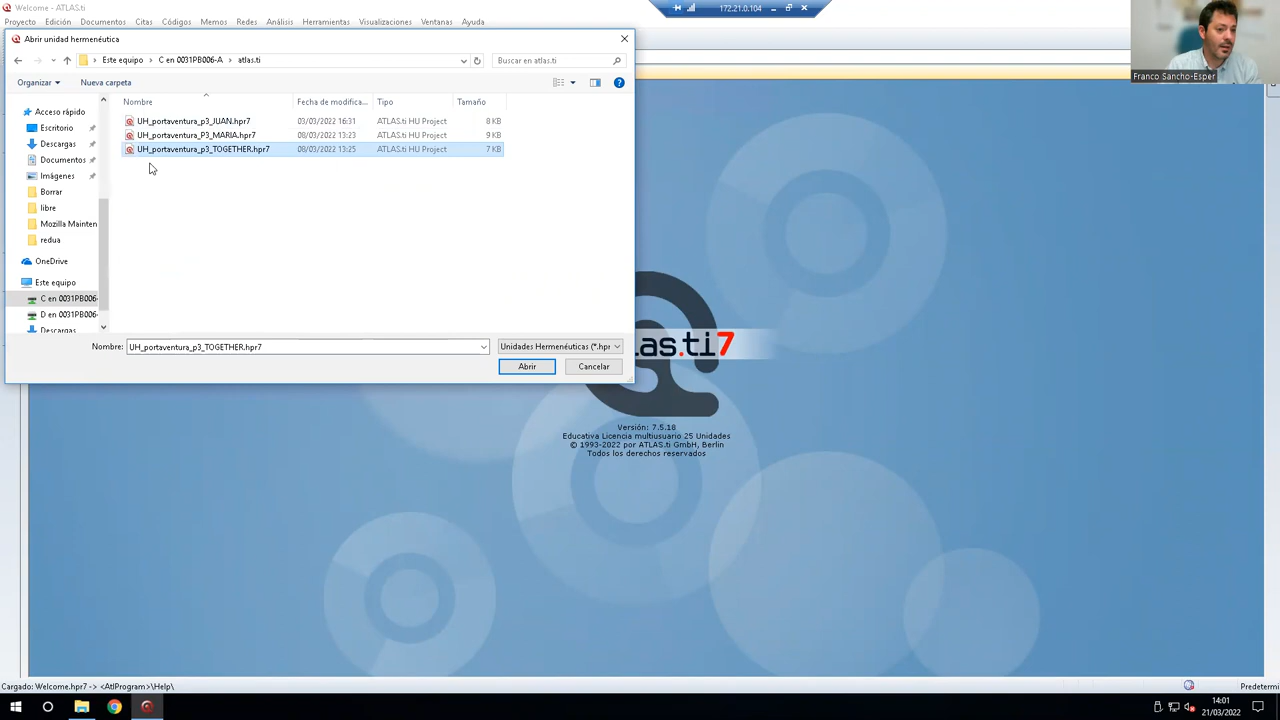 Welcome - ATLAS.ti
172.21.0.104
Proyecto Edición Documentos Citas Códigos Memos Redes Análisis Herramientas Visualizaciones Ventanas Ayuda
Abrir unidad hermenéutica
Este equipo > C en 0031PB006-A > atlas.ti
Buscar en atlas.ti
Organizar
Nueva carpeta
Franco Sancho-Esper
Nombre Fecha de modifica... Tipo Tamaño
Acceso rápido
Escritorio
Descargas
Documentos
Imágenes
Borrar
libre
Mozilla Mainten
redua
OneDrive
Este equipo
C en 0031PB006-
D en 0031PB006-
Descargas
UH_portaventura_p3_JUAN.hpr7 03/03/2022 16:31 ATLAS.ti HU Project 8 KB
UH_portaventura_P3_MARIA.hpr7 08/03/2022 13:23 ATLAS.ti HU Project 9 KB
UH_portaventura_p3_TOGETHER.hpr7 08/03/2022 13:25 ATLAS.ti HU Project 7 KB
Nombre: UH_portaventura_p3_TOGETHER.hpr7
Unidades Hermenéuticas (*.hpr
Abrir
Cancelar
las.ti7
Versión: 7.5.18
Educativa Licencia multiusuario 25 Unidades
© 1993-2022 por ATLAS.ti GmbH, Berlin
Todos los derechos reservados
Cargado: Welcome.hpr7 -> <AtlProgram>\Help\
Predetermi
14:01
21/03/2022